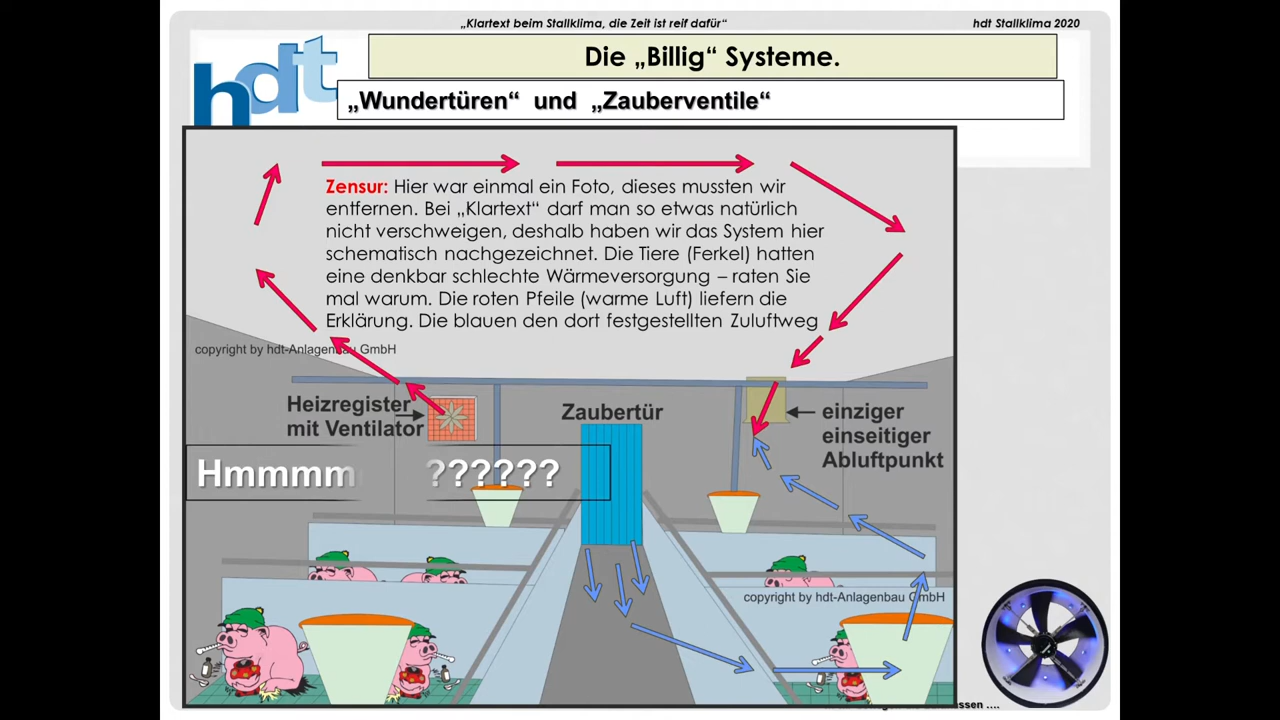 „Klartext beim Stallklima, die Zeit ist reif dafür“
hdt Stallklima 2020
hdt
Die „Billig“ Systeme.
„Wundertüren“ und „Zauberventile“
Zensur: Hier war einmal ein Foto, dieses mussten wir
entfernen. Bei „Klartext“ darf man so etwas natürlich
nicht verschweigen, deshalb haben wir das System hier
schematisch nachgezeichnet. Die Tiere (Ferkel) hatten
eine denkbar schlechte Wärmeversorgung – raten Sie
mal warum. Die roten Pfeile (warme Luft) liefern die
Erklärung. Die blauen den dort festgestellten Zuluftweg
copyright by hdt-Anlagenbau GmbH
Heizregister
mit Ventilator
Zaubertür
einziger
einseitiger
Abluftpunkt
Hmmmm ??????
copyright by hdt-Anlagenbau GmbH